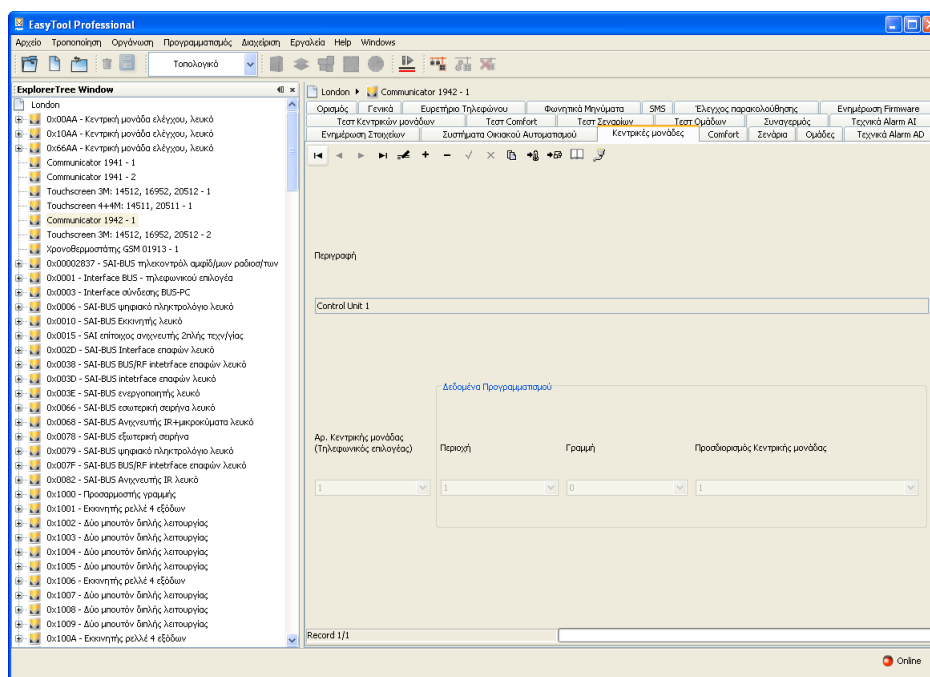 EasyTool Professional
Αρχείο Τροποποίηση Οργάνωση Προγραμματισμός Διαχείριση Εργαλεία Help Windows
Τοπολογικό
ExplorerTree Window
London
0x00AA - Κεντρική μονάδα ελέγχου, λευκό
0x10AA - Κεντρική μονάδα ελέγχου, λευκό
0x66AA - Κεντρική μονάδα ελέγχου, λευκό
Communicator 1941 - 1
Communicator 1941 - 2
Touchscreen 3M: 14512, 16952, 20512 - 1
Touchscreen 4+4M: 14511, 20511 - 1
Communicator 1942 - 1
Touchscreen 3M: 14512, 16952, 20512 - 2
Χρονοθερμοστάτης GSM 01913 - 1
0x00002837 - SAI-BUS τηλεκοντρόλ αμφίδ/μων ραδιοσ/των
0x0001 - Interface BUS - τηλεφωνικού επιλογέα
0x0003 - Interface σύνδεσης BUS-PC
0x0006 - SAI-BUS ψηφιακό πληκτρολόγιο λευκό
0x0010 - SAI-BUS Εκκινητής λευκό
0x0015 - SAI επίτοιχος ανιχνευτής 2πλής τεχν/γίας
0x002D - SAI-BUS Interface επαφών λευκό
0x0038 - SAI-BUS BUS/RF intetrface επαφών λευκό
0x003D - SAI-BUS intetrface επαφών λευκό
0x003E - SAI-BUS ενεργοποιητής λευκό
0x0066 - SAI-BUS εσωτερική σειρήνα λευκό
0x0068 - SAI-BUS Ανιχνευτής IR+μικροκύματα λευκό
0x0078 - SAI-BUS εξωτερική σειρήνα
0x0079 - SAI-BUS ψηφιακό πληκτρολόγιο λευκό
0x007F - SAI-BUS BUS/RF intetrface επαφών λευκό
0x0082 - SAI-BUS Ανιχνευτής IR λευκό
0x1000 - Προσαρμοστής γραμμής
0x1001 - Εκκινητής ρελλέ 4 εξόδων
0x1002 - Δύο μπουτόν διπλής λειτουργίας
0x1003 - Δύο μπουτόν διπλής λειτουργίας
0x1004 - Δύο μπουτόν διπλής λειτουργίας
0x1005 - Δύο μπουτόν διπλής λειτουργίας
0x1006 - Εκκινητής ρελλέ 4 εξόδων
0x1007 - Δύο μπουτόν διπλής λειτουργίας
0x1008 - Δύο μπουτόν διπλής λειτουργίας
0x1009 - Δύο μπουτόν διπλής λειτουργίας
0x100A - Εκκινητής ρελλέ 4 εξόδων
London Communicator 1942 - 1
Ορισμός Γενικά Ευρετήριο Τηλεφώνου Φωνητικά Μηνύματα SMS Έλεγχος παρακολούθησης Ενημέρωση Firmware
Τεστ Κεντρικών μονάδων Τεστ Comfort Τεστ Σεναρίων Τεστ Ομάδων Συναγερμός Τεχνικά Alarm AI
Ενημέρωση Στοιχείων Συστήματα Οικιακού Αυτοματισμού Κεντρικές μονάδες Comfort Σενάρια Ομάδες Τεχνικά Alarm AD
Περιγραφή
Control Unit 1
Δεδομένα Προγραμματισμού
Αρ. Κεντρικής μονάδας
(Τηλεφωνικός επιλογέας) Περιοχή Γραμμή Προσδιορισμός Κεντρικής μονάδας
1 1 0 1
Record 1/1
Online